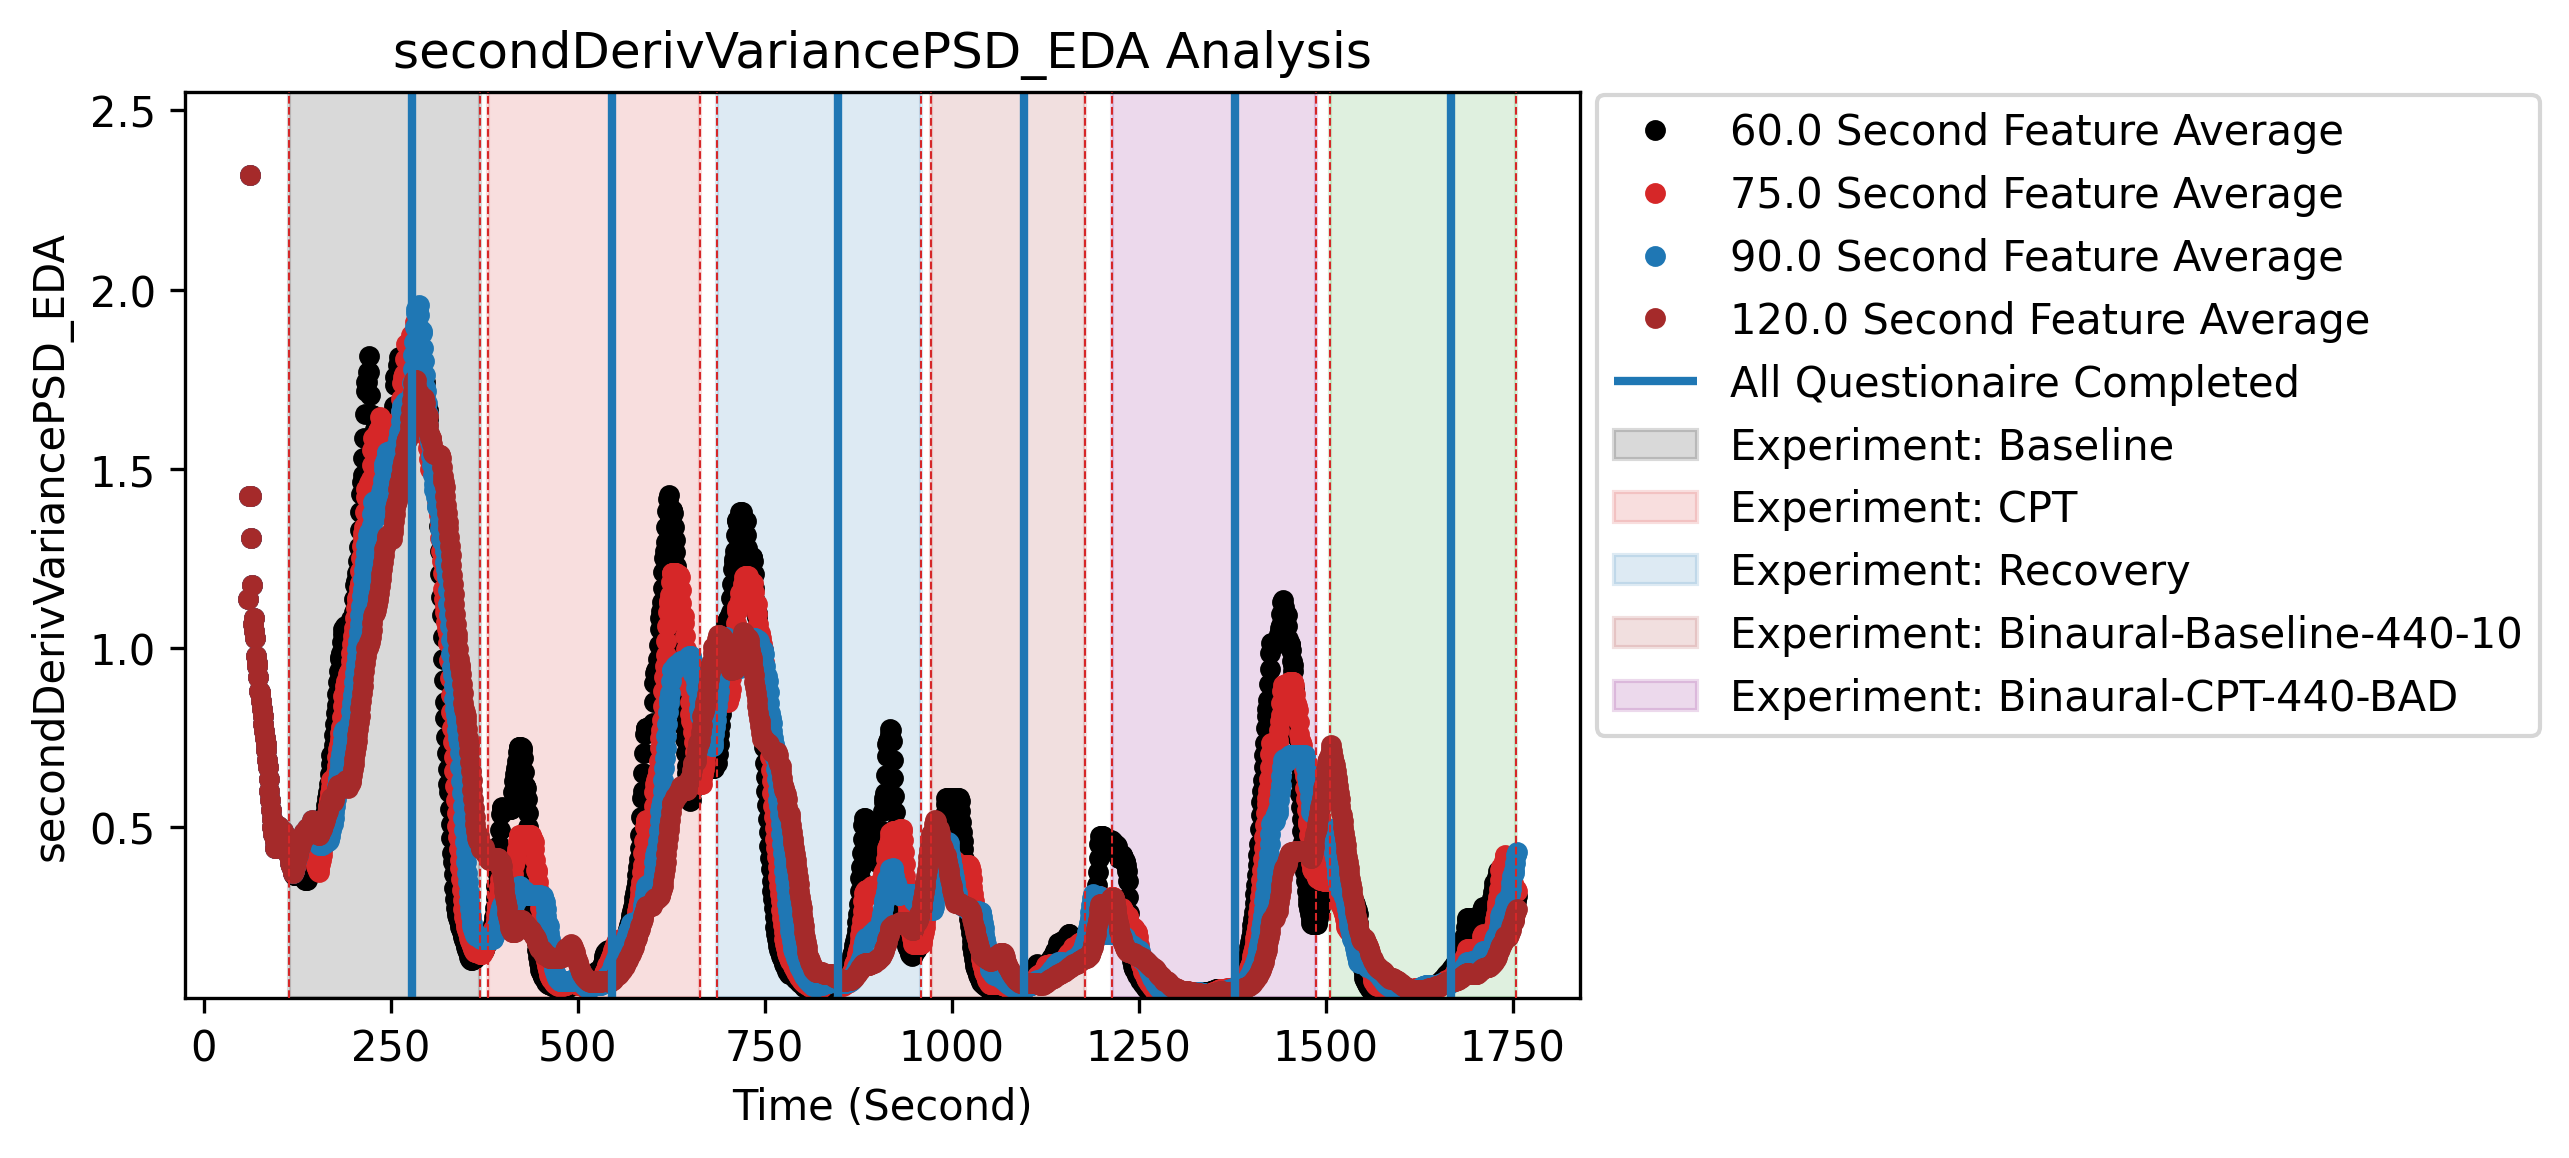 secondDerivVariancePSD_EDA Analysis
secondDerivVariancePSD_EDA
2.5
2.0
1.5
1.0
0.5
0 250 500 750 1000 1250 1500 1750
Time (Second)
60.0 Second Feature Average
75.0 Second Feature Average
90.0 Second Feature Average
120.0 Second Feature Average
All Questionaire Completed
Experiment: Baseline
Experiment: CPT
Experiment: Recovery
Experiment: Binaural-Baseline-440-10
Experiment: Binaural-CPT-440-BAD